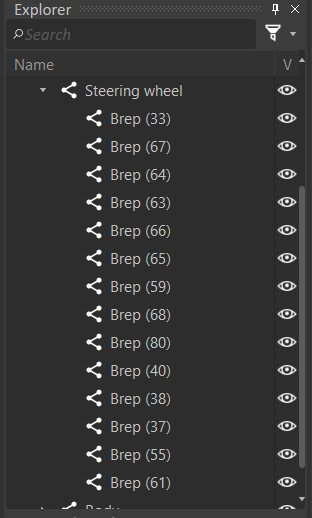 Explorer
Search
Name V
Steering wheel
Brep (33)
Brep (67)
Brep (64)
Brep (63)
Brep (66)
Brep (65)
Brep (59)
Brep (68)
Brep (80)
Brep (40)
Brep (38)
Brep (37)
Brep (55)
Brep (61)